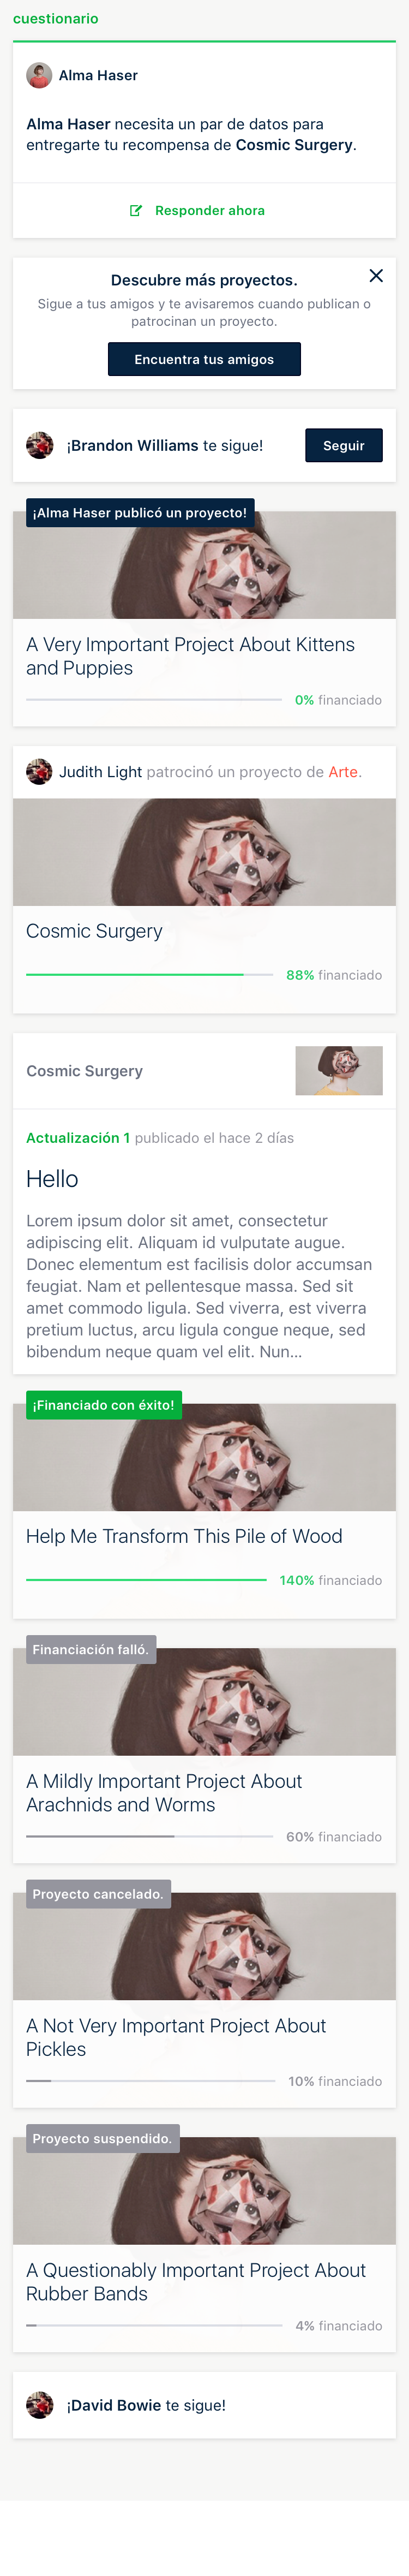 cuestionario
Alma Haser
Alma Haser necesita un par de datos para
entregarte tu recompensa de Cosmic Surgery.
Responder ahora
Descubre más proyectos.
Sigue a tus amigos y te avisaremos cuando publican o
patrocinan un proyecto.
Encuentra tus amigos
¡Brandon Williams te sigue!
Seguir
¡Alma Haser publicó un proyecto!
A Very Important Project About Kittens
and Puppies
0% financiado
Judith Light patrocinó un proyecto de Arte.
Cosmic Surgery
88% financiado
Cosmic Surgery
Actualización 1 publicado el hace 2 días
Hello
Lorem ipsum dolor sit amet, consectetur
adipiscing elit. Aliquam id vulputate augue.
Donec elementum est facilisis dolor accumsan
feugiat. Nam et pellentesque massa. Sed sit
amet commodo ligula. Sed viverra, est viverra
pretium luctus, arcu ligula congue neque, sed
bibendum neque quam vel elit. Nun…
¡Financiado con éxito!
Help Me Transform This Pile of Wood
140% financiado
Financiación falló.
A Mildly Important Project About
Arachnids and Worms
60% financiado
Proyecto cancelado.
A Not Very Important Project About
Pickles
10% financiado
Proyecto suspendido.
A Questionably Important Project About
Rubber Bands
4% financiado
¡David Bowie te sigue!